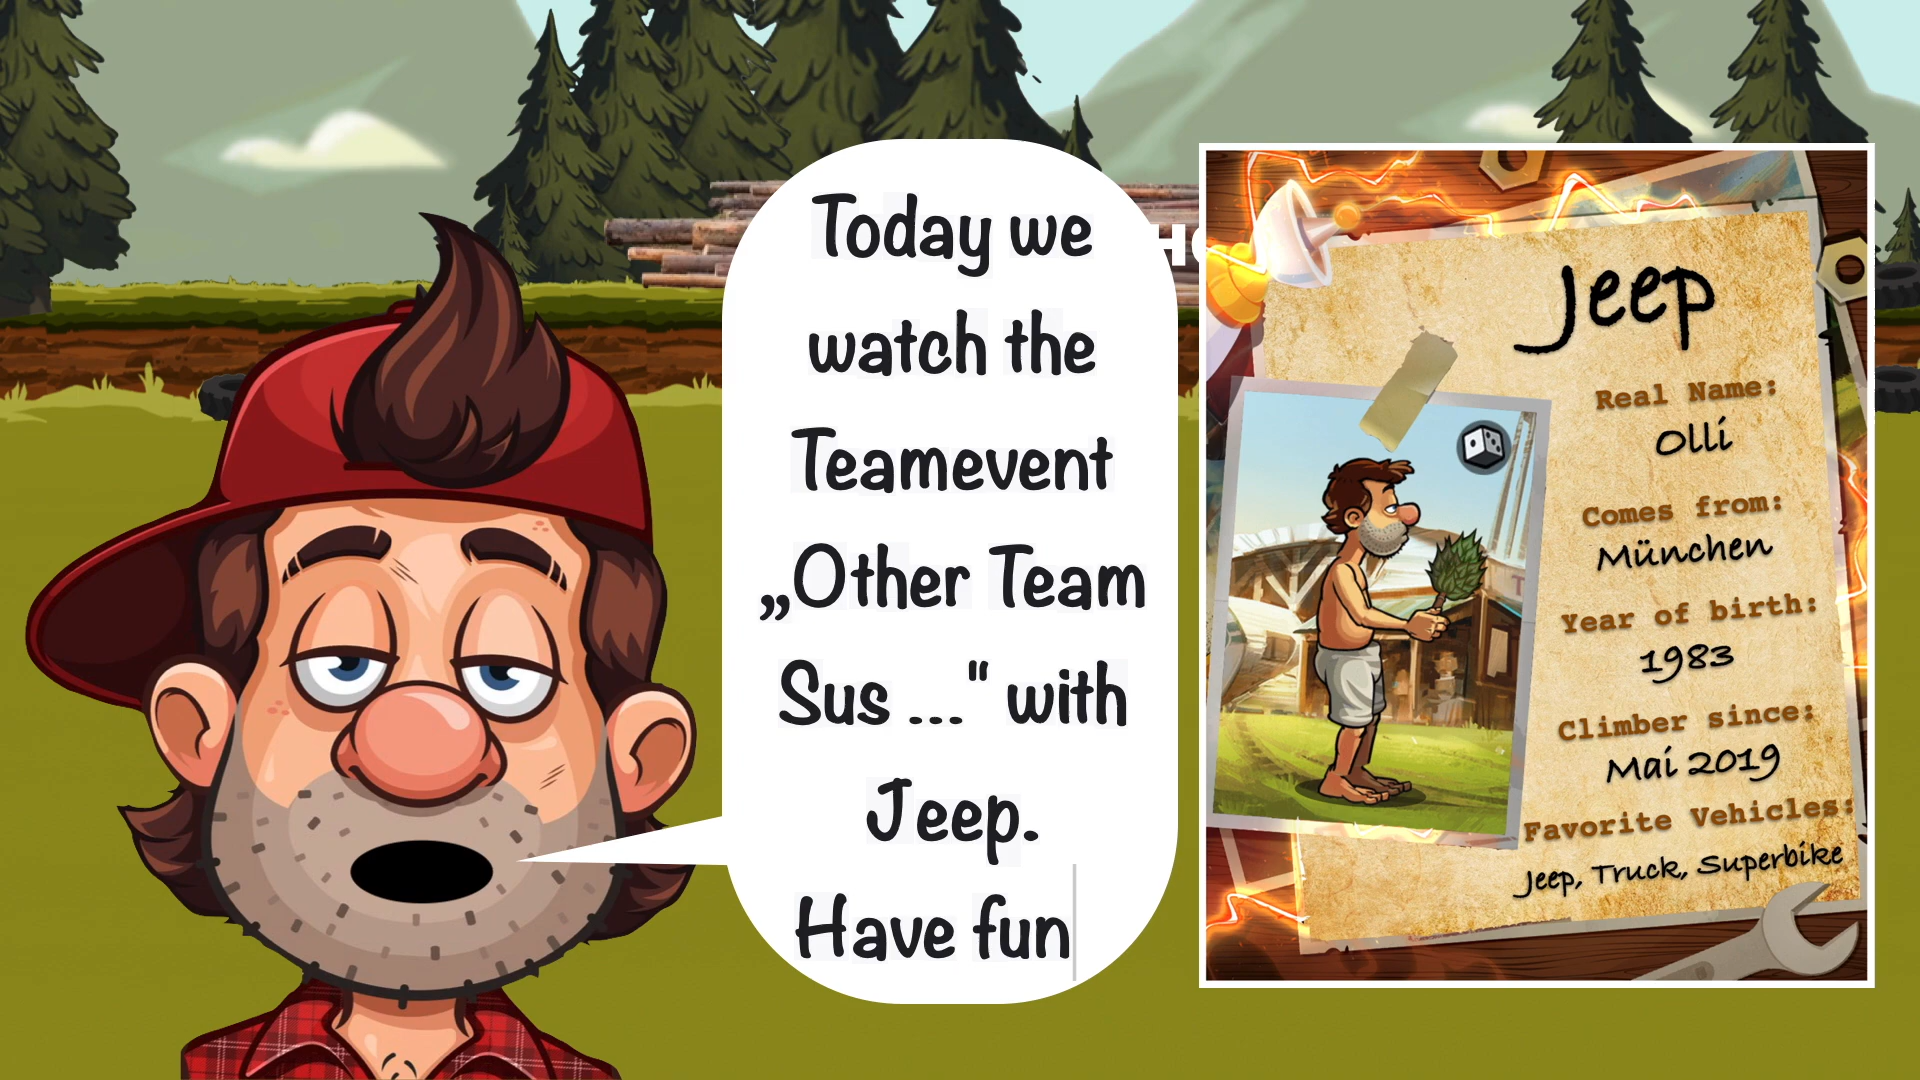 Today we
watch the
Teamevent
„Other Team
Sus ..." with
Jeep.
Have fun
Jeep
Real Name:
Olli
Comes from:
München
Year of birth:
1983
Climber since:
Mai 2019
Favorite Vehicles:
Jeep, Truck, Superbike